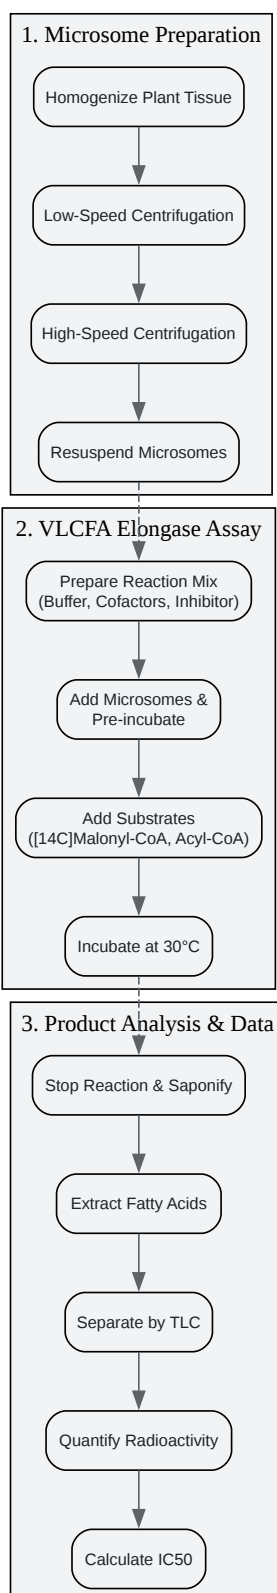 1. Microsome Preparation
Homogenize Plant Tissue
Low-Speed Centrifugation
High-Speed Centrifugation
Resuspend Microsomes
2. VLCFA Elongase Assay
Prepare Reaction Mix
(Buffer, Cofactors, Inhibitor)
Add Microsomes &
Pre-incubate
Add Substrates
([14C]Malonyl-CoA, Acyl-CoA)
Incubate at 30°C
3. Product Analysis & Data
Stop Reaction & Saponify
Extract Fatty Acids
Separate by TLC
Quantify Radioactivity
Calculate IC50